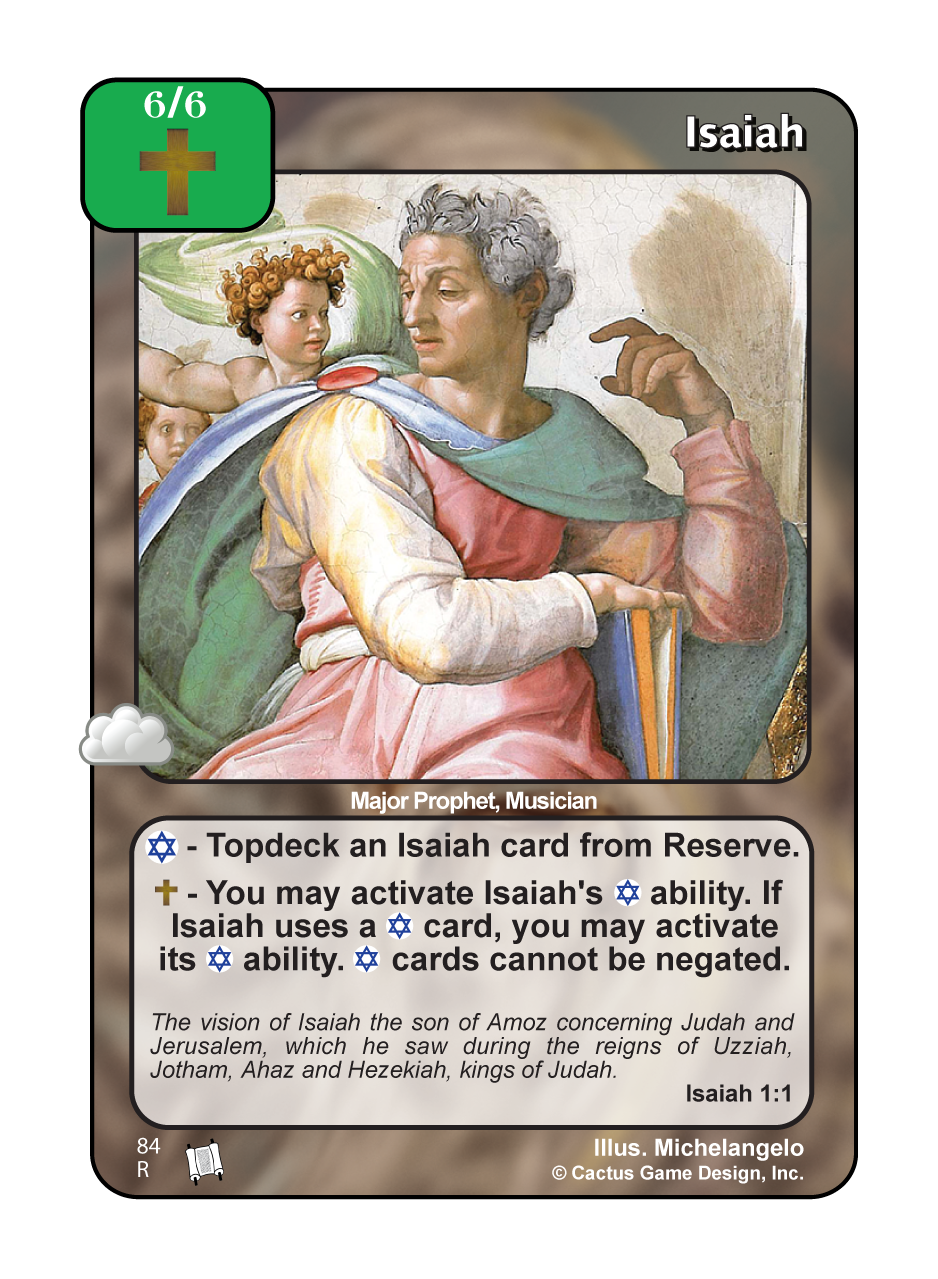 6/6
Isaiah
Major Prophet, Musician
✡ - Topdeck an Isaiah card from Reserve.
✝ - You may activate Isaiah's ✡ ability. If
Isaiah uses a ✡ card, you may activate
its ✡ ability. ✡ cards cannot be negated.
The vision of Isaiah the son of Amoz concerning Judah and
Jerusalem, which he saw during the reigns of Uzziah,
Jotham, Ahaz and Hezekiah, kings of Judah.
Isaiah 1:1
84
R
Illus. Michelangelo
© Cactus Game Design, Inc.